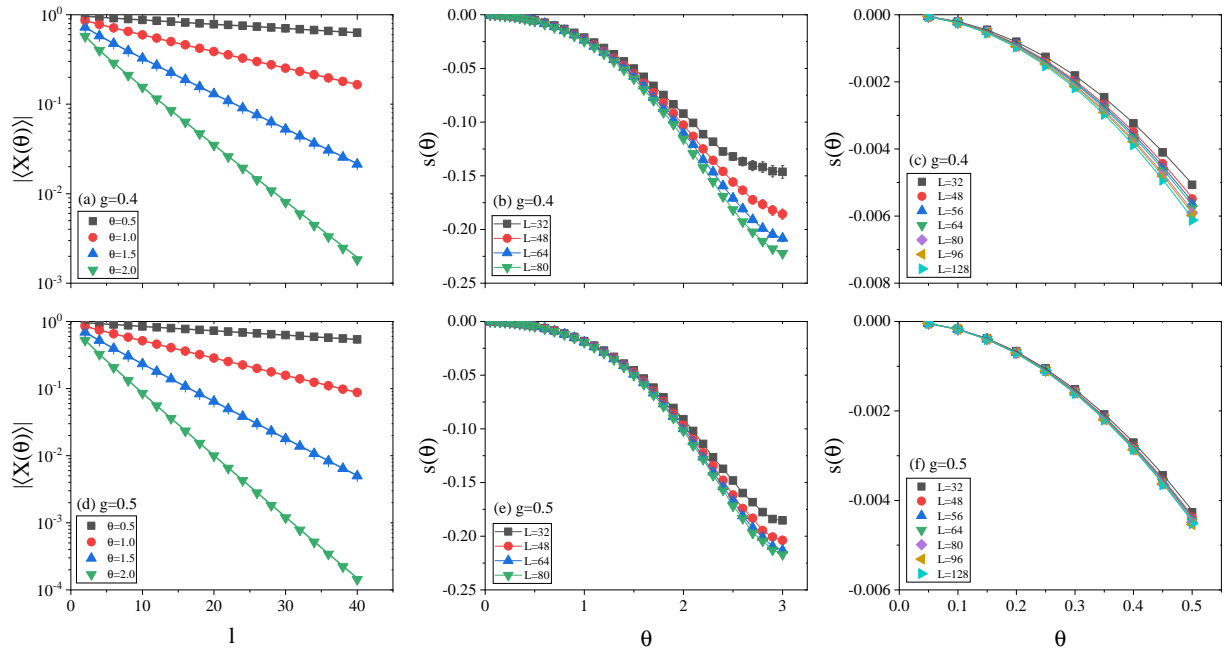 10^0
10^-1
10^-2
10^-3
|⟨X(θ)⟩|
(a) g=0.4
θ=0.5
θ=1.0
θ=1.5
θ=2.0
0.00
-0.05
-0.10
-0.15
-0.20
-0.25
s(θ)
(b) g=0.4
L=32
L=48
L=64
L=80
0.000
-0.002
-0.004
-0.006
-0.008
s(θ)
(c) g=0.4
L=32
L=48
L=56
L=64
L=80
L=96
L=128
10^0
10^-1
10^-2
10^-3
10^-4
|⟨X(θ)⟩|
(d) g=0.5
θ=0.5
θ=1.0
θ=1.5
θ=2.0
0 10 20 30 40
l
0.00
-0.05
-0.10
-0.15
-0.20
-0.25
s(θ)
(e) g=0.5
L=32
L=48
L=64
L=80
0 1 2 3
θ
0.000
-0.002
-0.004
-0.006
s(θ)
(f) g=0.5
L=32
L=48
L=56
L=64
L=80
L=96
L=128
0.0 0.1 0.2 0.3 0.4 0.5
θ